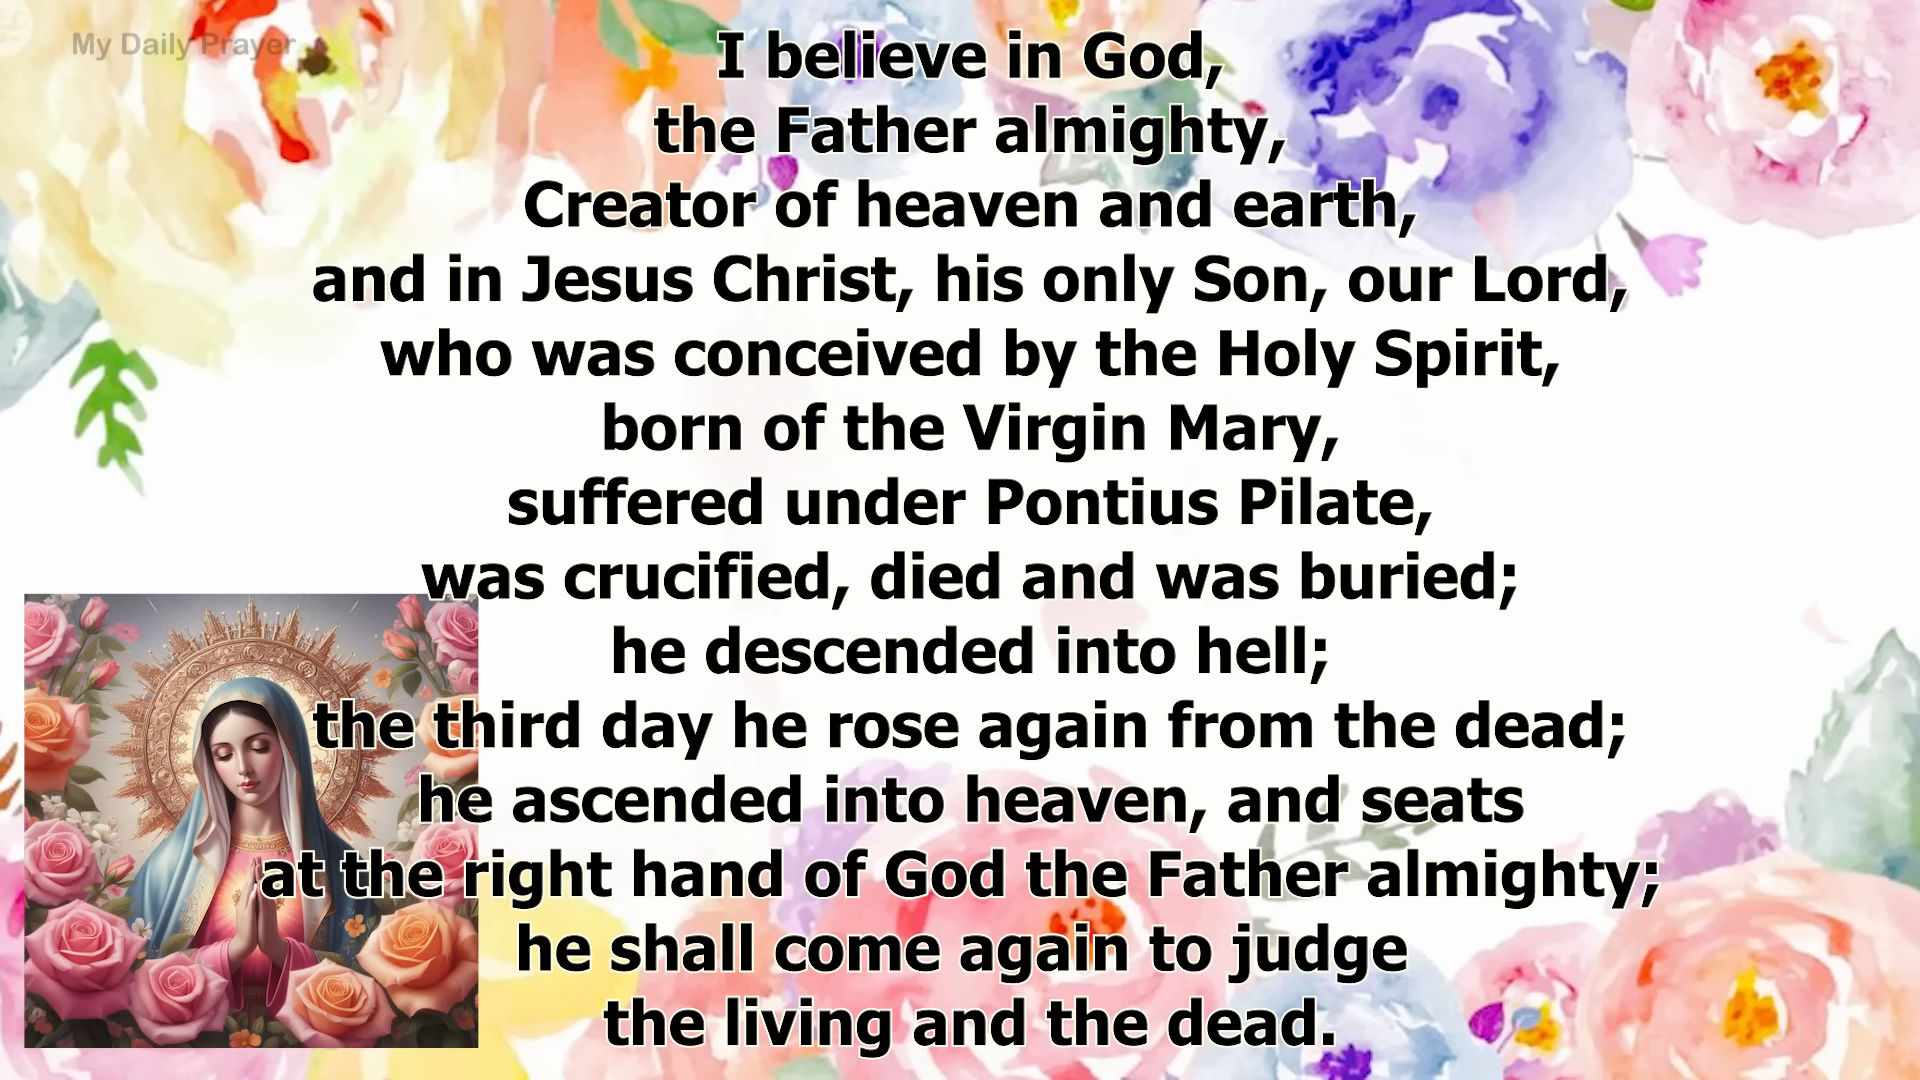 My Daily Prayer
I believe in God,
the Father almighty,
Creator of heaven and earth,
and in Jesus Christ, his only Son, our Lord,
who was conceived by the Holy Spirit,
born of the Virgin Mary,
suffered under Pontius Pilate,
was crucified, died and was buried;
he descended into hell;
the third day he rose again from the dead;
he ascended into heaven, and seats
at the right hand of God the Father almighty;
he shall come again to judge
the living and the dead.